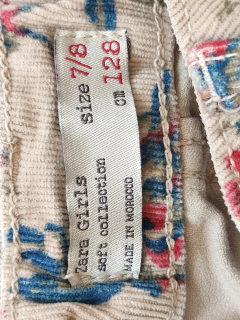 Zara Girls
soft collection
MADE IN MOROCCO
size 7/8
cm 128